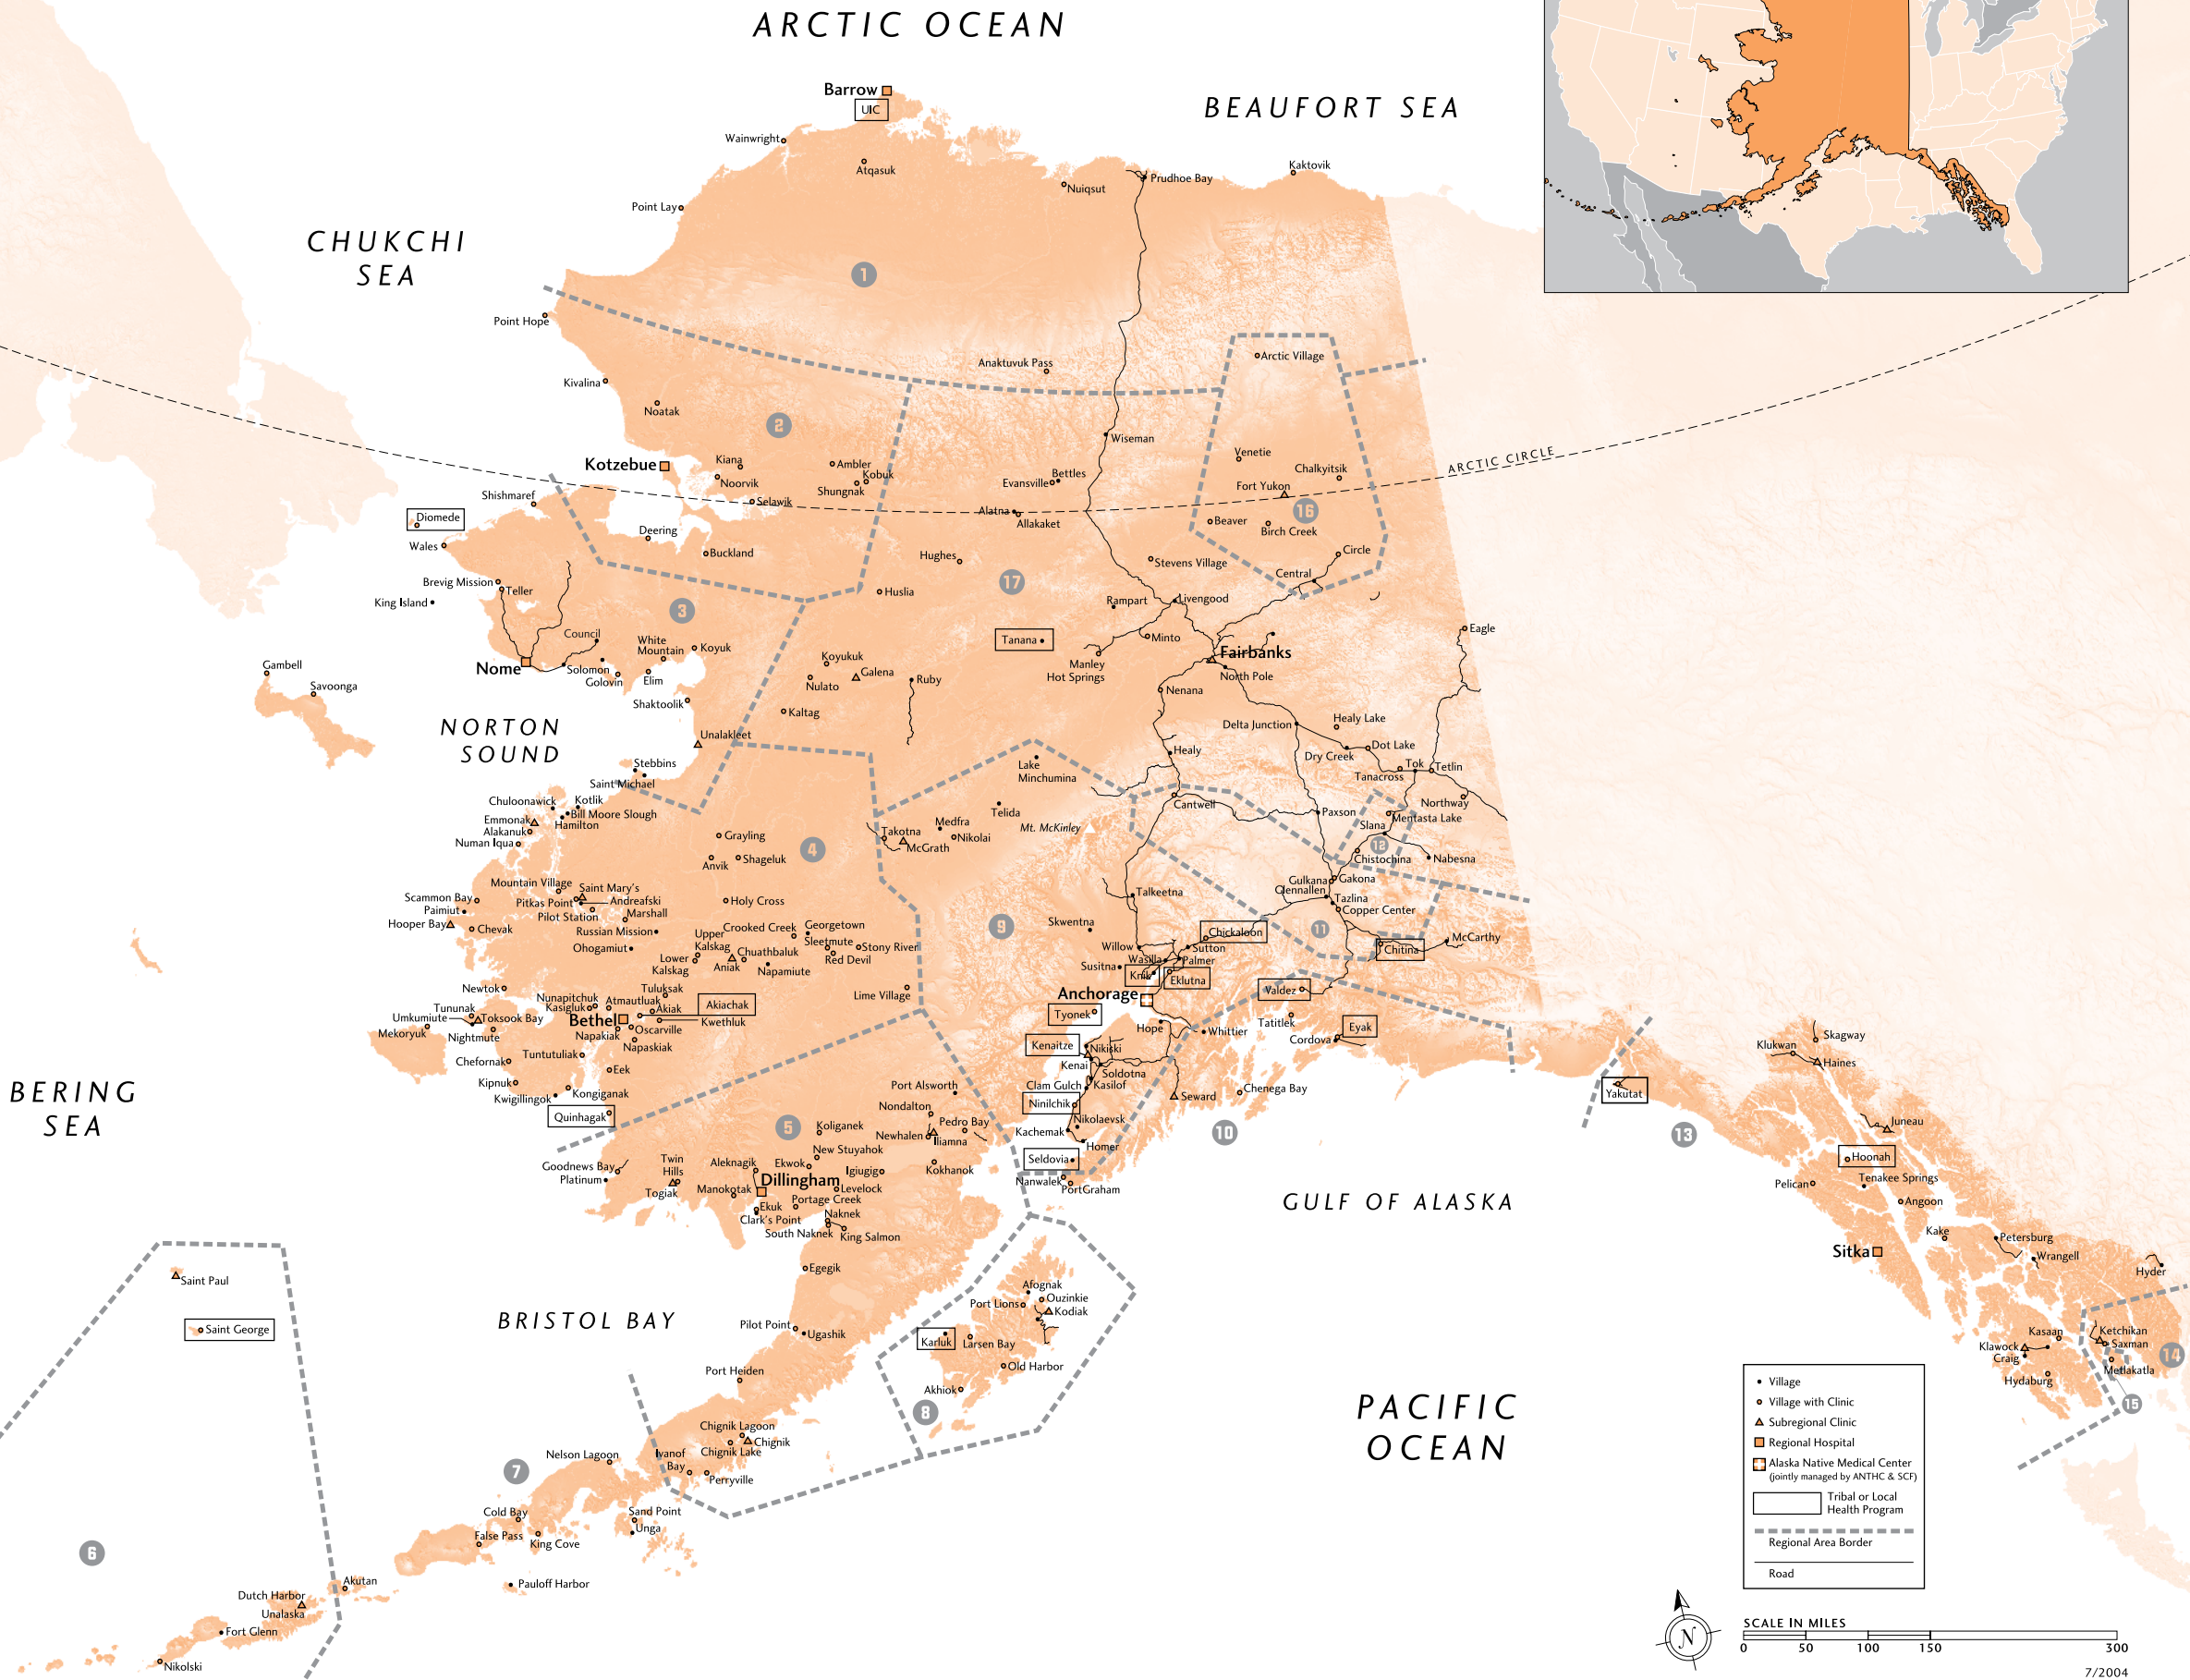 ARCTIC OCEAN
BEAUFORT SEA
CHUKCHI
SEA
Barrow
UIC
Wainwright
Atqasuk
Kaktovik
Prudhoe Bay
Nuiqsut
Point Lay
1
Point Hope
Anaktuvuk Pass
Arctic Village
Kivalina
Noatak
2
Wiseman
ARCTIC CIRCLE
Kotzebue
Kiana
Noorvik
Ambler
Kobuk
Shungnak
Selawik
Evansville
Bettles
Venetie
Chalkyitsik
Fort Yukon
16
Shishmaref
Diomede
Wales
Deering
Buckland
Alatna
Allakaket
Beaver
Birch Creek
Circle
Central
Hughes
Stevens Village
17
Brevig Mission
Teller
King Island
3
Huslia
Rampart
Livengood
Council
White
Mountain
Koyuk
Tanana
Minto
Eagle
Nome
Solomon
Golovin
Elim
Koyukuk
Galena
Nulato
Ruby
Manley
Hot Springs
Fairbanks
North Pole
Gambell
Savoonga
Shaktoolik
Kaltag
Nenana
NORTON
SOUND
Unalakleet
Delta Junction
Healy Lake
Healy
Dry Creek
Dot Lake
Tok
Tetlin
Tanacross
Stebbins
Saint Michael
Lake
Minchumina
Northway
Chuloonawick
Kotlik
Bill Moore Slough
Hamilton
Emmonak
Alakanuk
Numan Iqua
Grayling
4
Telida
Medfra
Takotna
Nikolai
McGrath
Mt. McKinley
Cantwell
Paxson
Mentasta Lake
Slana
12
Chistochina
Nabesna
Anvik
Shageluk
Mountain Village
Saint Mary's
Andreafski
Pitkas Point
Pilot Station
Marshall
Scammon Bay
Paimiut
Hooper Bay
Chevak
Holy Cross
Russian Mission
Ohogamiut
Upper
Kalskag
Crooked Creek
Georgetown
Sleetmute
Stony River
Red Devil
Chuathbaluk
Lower
Kalskag
Aniak
Napamiute
9
Talkeetna
Skwentna
Gulkana
Gakona
Glennallen
Tazlina
Copper Center
Chickaloon
11
McCarthy
Chitina
Willow
Sutton
Wasilla
Palmer
Susitna
Knik
Eklutna
Newtok
Tuluksak
Lime Village
Anchorage
Valdez
Nunapitchuk
Kasigluk
Atmautluak
Akiak
Akiachak
Tununak
Umkumiute
Toksook Bay
Bethel
Kwethluk
Oscarville
Mekoryuk
Nightmute
Napakiak
Napaskiak
Tyonek
Hope
Whittier
Tatitlek
Eyak
Cordova
Chefornak
Tuntutuliak
Eek
Kenaitze
Nikiski
Kenai
Soldotna
Kipnuk
Kongiganak
Kwigillingok
Quinhagak
Port Alsworth
Clam Gulch
Kasilof
Ninilchik
Seward
Chenega Bay
BERING
SEA
5
Nondalton
Pedro Bay
Koliganek
Newhalen
Iliamna
Nikolaevsk
Kachemak
Homer
10
Skagway
Klukwan
Haines
Yakutat
13
Juneau
Goodnews Bay
Platinum
Twin
Hills
Togiak
Aleknagik
Ekwok
New Stuyahok
Igiugig
Kokhanok
Manokotak
Dillingham
Levelock
Portage Creek
Ekuk
Clark's Point
Naknek
South Naknek
King Salmon
Seldovia
Nanwalek
PortGraham
GULF OF ALASKA
Hoonah
Pelican
Tenakee Springs
Angoon
Kake
Petersburg
Sitka
Wrangell
Hyder
Saint Paul
Saint George
Egegik
BRISTOL BAY
Pilot Point
Ugashik
Afognak
Port Lions
Ouzinkie
Kodiak
Karluk
Larsen Bay
Old Harbor
Akhiok
8
Port Heiden
Kasaan
Klawock
Craig
Hydaburg
Ketchikan
Saxman
Metlakatla
14
15
PACIFIC
OCEAN
Chignik Lagoon
Chignik
Chignik Lake
Ivanof
Bay
Perryville
Nelson Lagoon
7
Cold Bay
False Pass
King Cove
Sand Point
Unga
Pauloff Harbor
6
Akutan
Dutch Harbor
Unalaska
Fort Glenn
Nikolski
Village
Village with Clinic
Subregional Clinic
Regional Hospital
Alaska Native Medical Center
(jointly managed by ANTHC & SCF)
Tribal or Local
Health Program
Regional Area Border
Road
N
SCALE IN MILES
0 50 100 150 300
7/2004